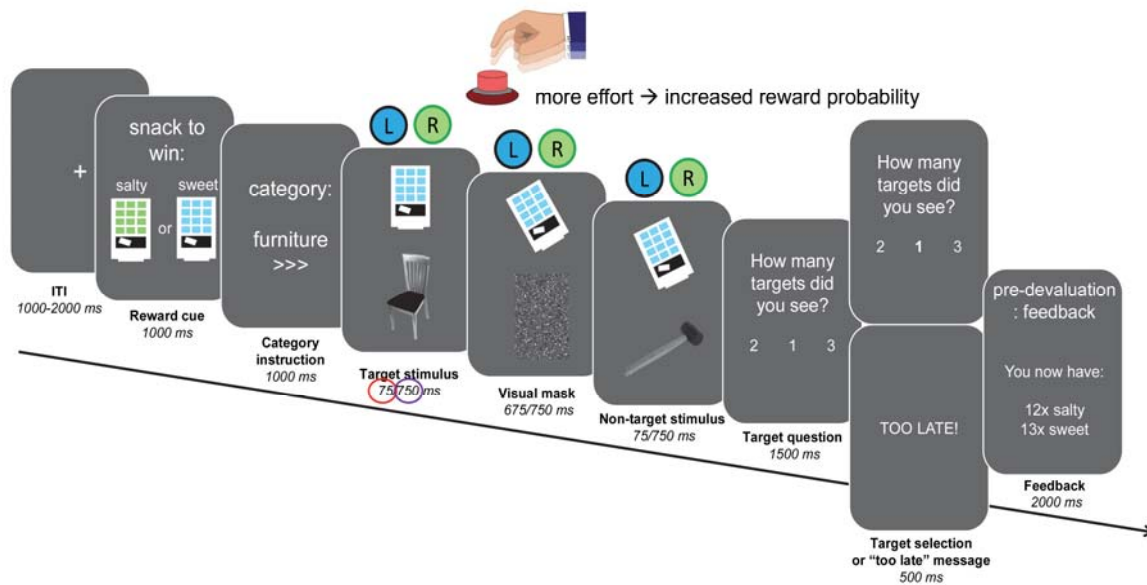 more effort → increased reward probability
+
ITI
1000-2000 ms
snack to
win:
salty
sweet
or
Reward cue
1000 ms
category:
furniture
>>>
Category
instruction
1000 ms
L
R
Target stimulus
75/750 ms
L
R
Visual mask
675/750 ms
L
R
Non-target stimulus
75/750 ms
How many
targets did
you see?
2 1 3
Target question
1500 ms
How many
targets did
you see?
2 1 3
TOO LATE!
Target selection
or “too late” message
500 ms
pre-devaluation
: feedback
You now have:
12x salty
13x sweet
Feedback
2000 ms